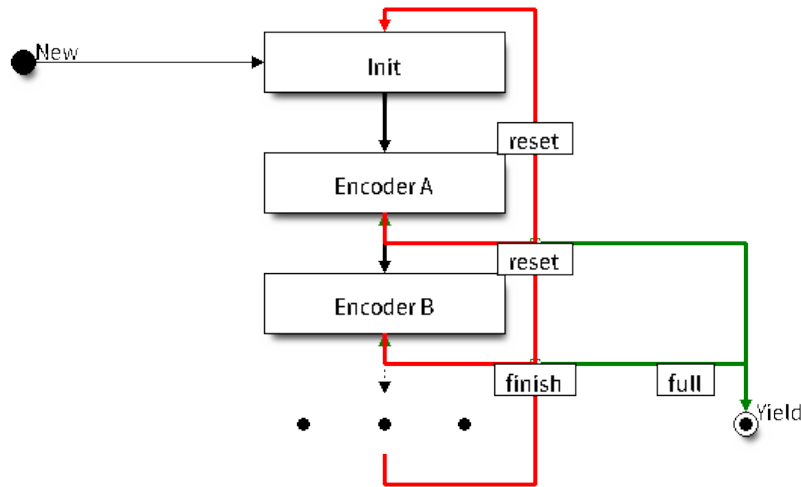 New
Init
reset
Encoder A
reset
Encoder B
finish
full
Yield